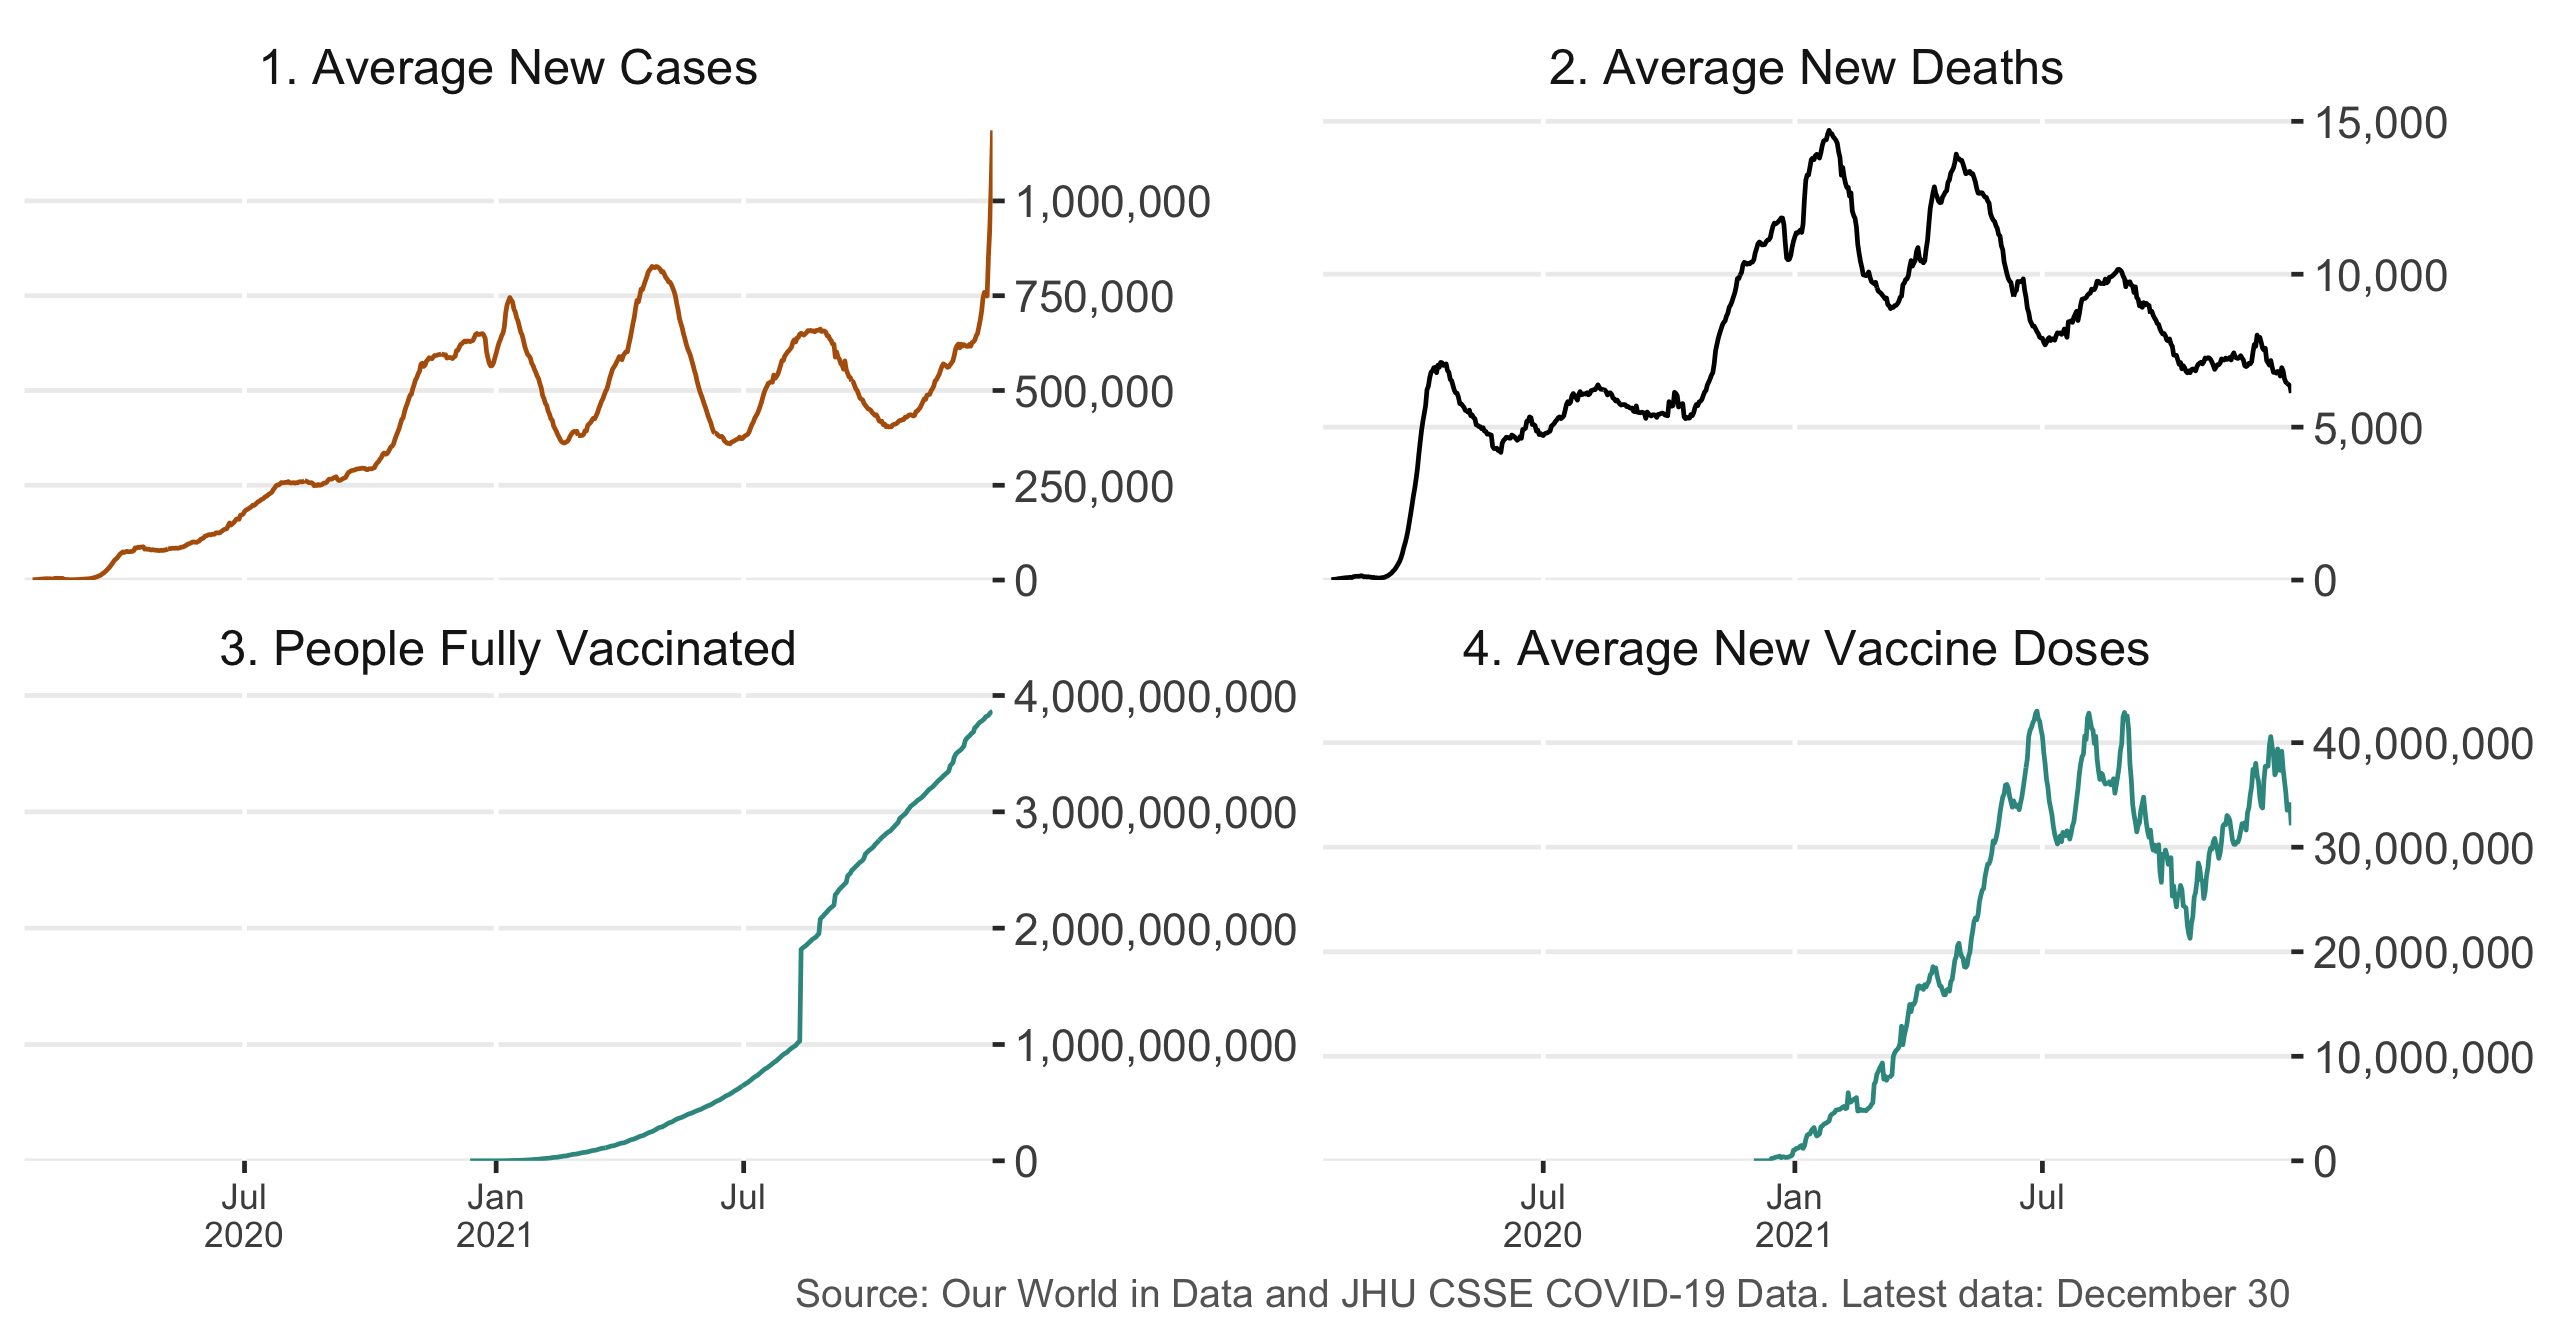 1. Average New Cases
1,000,000
750,000
500,000
250,000
0
2. Average New Deaths
15,000
10,000
5,000
0
3. People Fully Vaccinated
4,000,000,000
3,000,000,000
2,000,000,000
1,000,000,000
0
Jul
2020
Jan
2021
Jul
4. Average New Vaccine Doses
40,000,000
30,000,000
20,000,000
10,000,000
0
Jul
2020
Jan
2021
Jul
Source: Our World in Data and JHU CSSE COVID-19 Data. Latest data: December 30